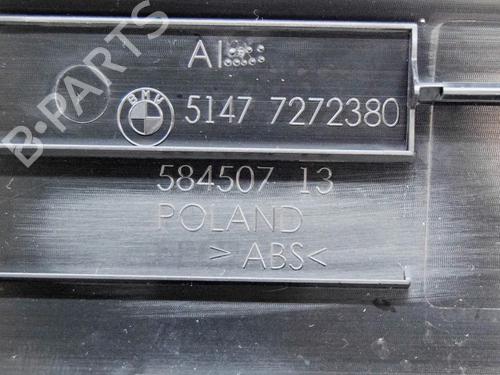 B-PARTS
AI
BMW
5147 7272380
584507 13
POLAND
>ABS<